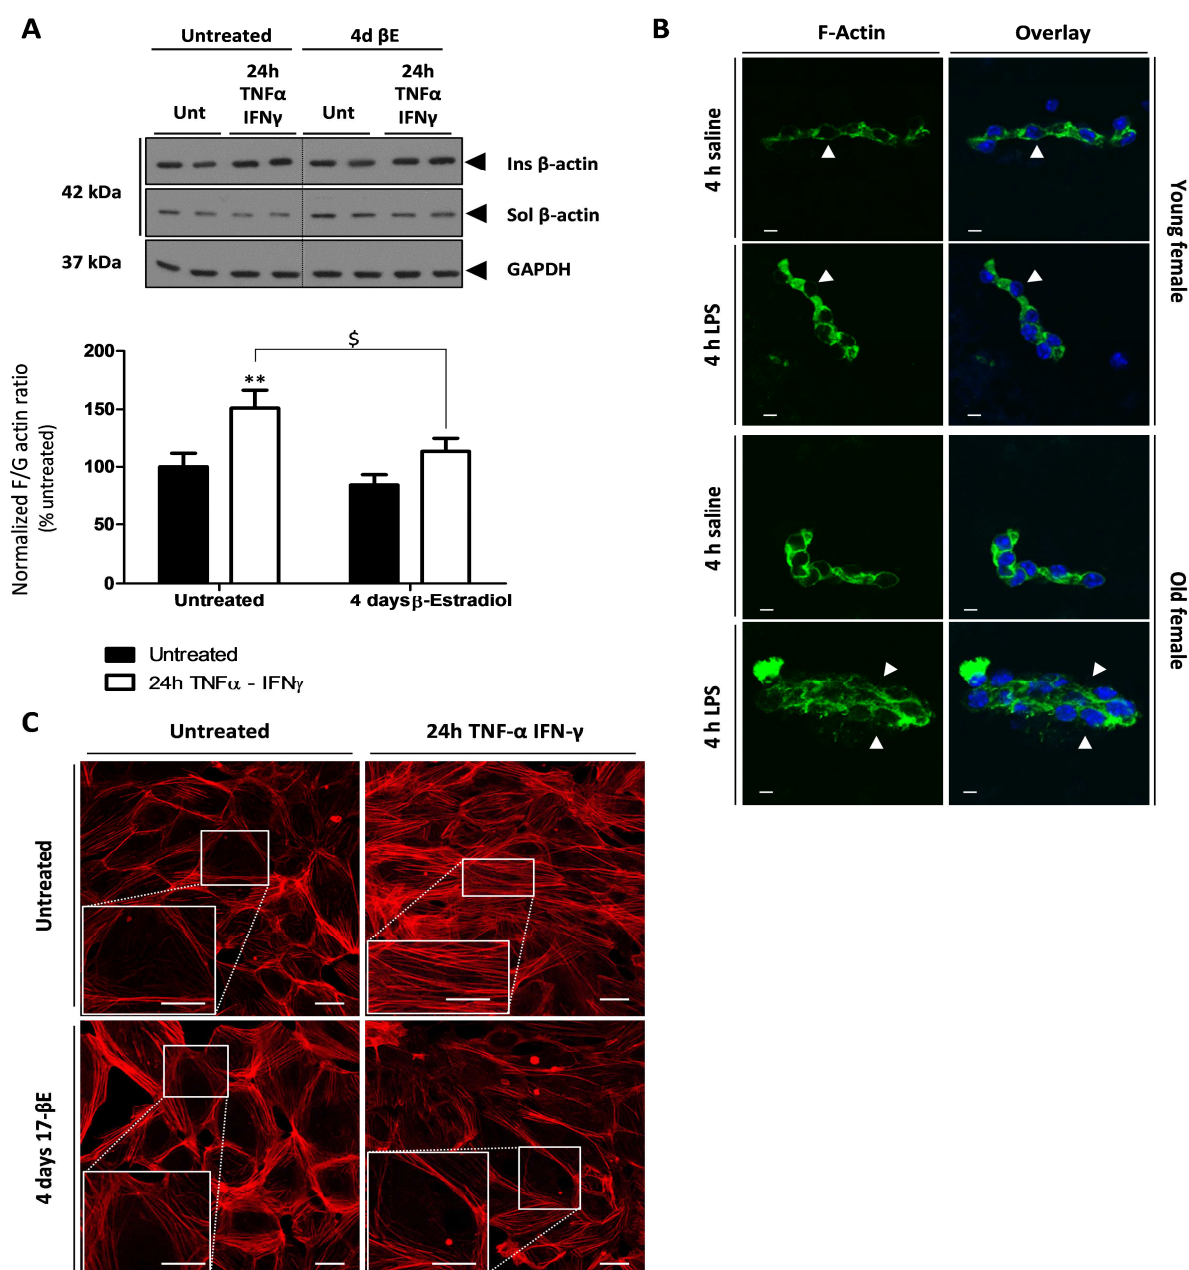 A
Untreated
4d βE
24h
TNFα
IFNγ
Unt
24h
TNFα
IFNγ
Unt
42 kDa
Ins β-actin
Sol β-actin
37 kDa
GAPDH
Normalized F/G actin ratio
(% untreated)
200
150
100
50
0
**
$
Untreated
4 days β-Estradiol
Untreated
24h TNFα - IFNγ
B
F-Actin
Overlay
4 h saline
4 h LPS
Young female
4 h saline
4 h LPS
Old female
C
Untreated
24h TNF-α IFN-γ
Untreated
4 days 17-βE